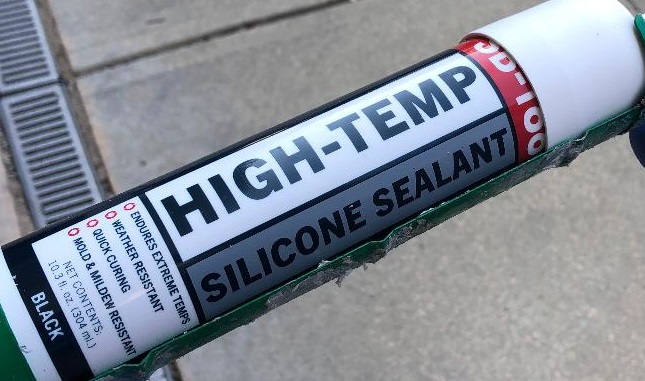 HIGH-TEMP
SILICONE SEALANT
ENDURES EXTREME TEMPS
WEATHER RESISTANT
QUICK CURING
MOLD & MILDEW RESISTANT
NET CONTENTS:
10.3 fl. oz. (304 ml.)
BLACK